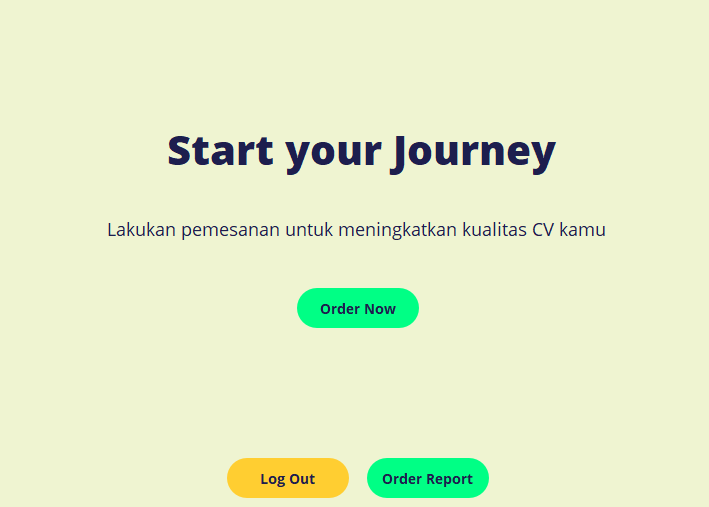 Start your Journey
Lakukan pemesanan untuk meningkatkan kualitas CV kamu
Order Now
Log Out
Order Report